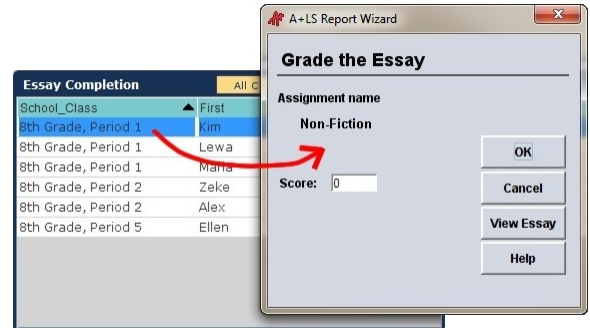 A+LS Report Wizard
Grade the Essay
Assignment name
Non-Fiction
Score: 0
OK
Cancel
View Essay
Help
Essay Completion All
School_Class First
8th Grade, Period 1 Kim
8th Grade, Period 1 Lewa
8th Grade, Period 1 Maria
8th Grade, Period 2 Zeke
8th Grade, Period 2 Alex
8th Grade, Period 5 Ellen